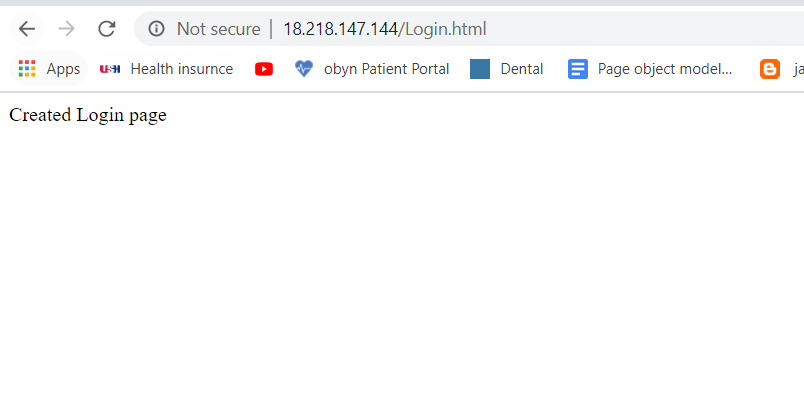 Not secure | 18.218.147.144/Login.html
Apps USH Health insurnce obyn Patient Portal Dental Page object model... ja
Created Login page